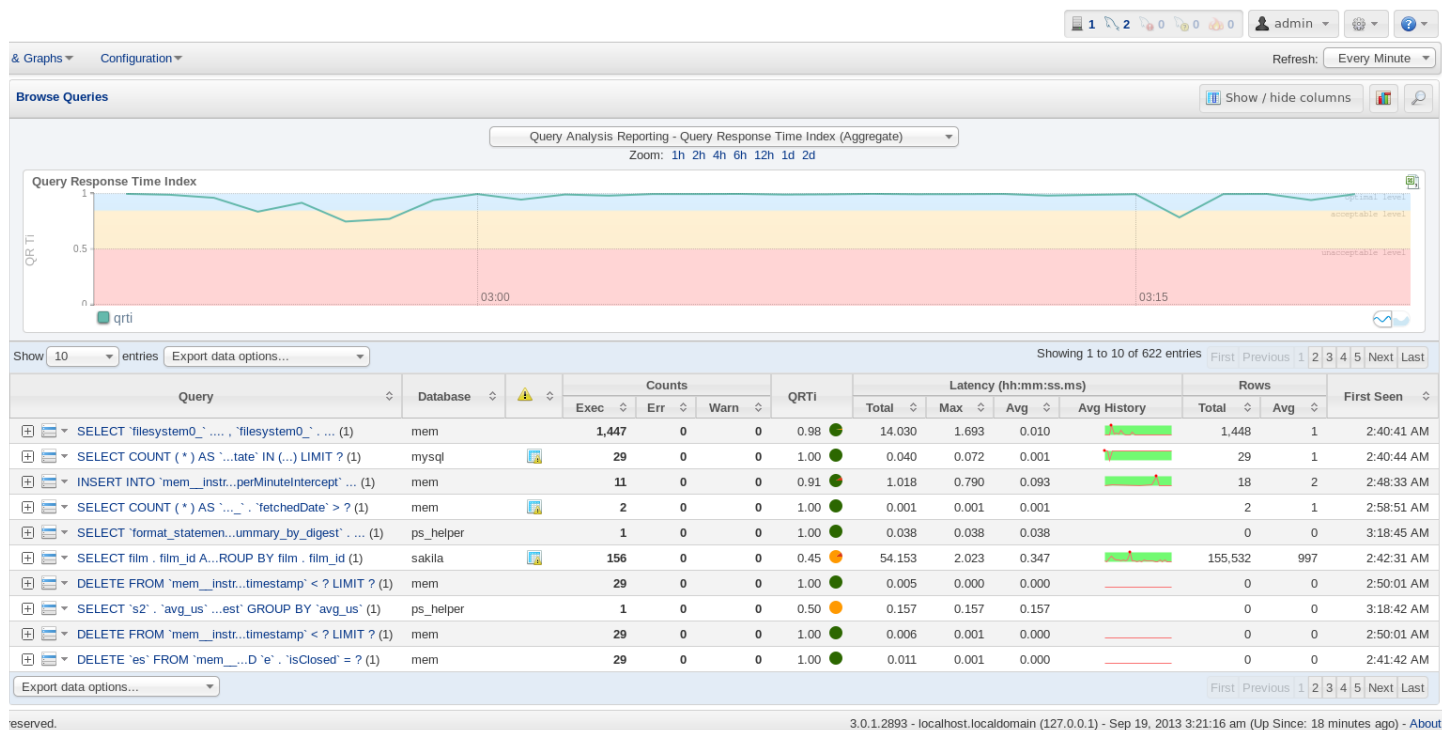 1 2 0 0 0 admin
& Graphs Configuration Refresh: Every Minute
Browse Queries Show / hide columns
Query Analysis Reporting - Query Response Time Index (Aggregate)
Zoom: 1h 2h 4h 6h 12h 1d 2d
Query Response Time Index
1
optimal level
acceptable level
QR Ti
0.5
unacceptable level
0
03:00 03:15
qrti
Show 10 entries Export data options... Showing 1 to 10 of 622 entries First Previous 1 2 3 4 5 Next Last
Query Database Counts QRTi Latency (hh:mm:ss.ms) Rows First Seen
Exec Err Warn Total Max Avg Avg History Total Avg
SELECT `filesystem0_` .... , `filesystem0_` . ... (1) mem 1,447 0 0 0.98 14.030 1.693 0.010 1,448 1 2:40:41 AM
SELECT COUNT ( * ) AS `...tate` IN (...) LIMIT ? (1) mysql 29 0 0 1.00 0.040 0.072 0.001 29 1 2:40:44 AM
INSERT INTO `mem__instr...perMinuteIntercept` ... (1) mem 11 0 0 0.91 1.018 0.790 0.093 18 2 2:48:33 AM
SELECT COUNT ( * ) AS `..._` . `fetchedDate` > ? (1) mem 2 0 0 1.00 0.001 0.001 0.001 2 1 2:58:51 AM
SELECT `format_statemen...ummary_by_digest` . ... (1) ps_helper 1 0 0 1.00 0.038 0.038 0.038 0 0 3:18:45 AM
SELECT film . film_id A...ROUP BY film . film_id (1) sakila 156 0 0 0.45 54.153 2.023 0.347 155,532 997 2:42:31 AM
DELETE FROM `mem__instr...timestamp` < ? LIMIT ? (1) mem 29 0 0 1.00 0.005 0.000 0.000 0 0 2:50:01 AM
SELECT `s2` . `avg_us` ...est` GROUP BY `avg_us` (1) ps_helper 1 0 0 0.50 0.157 0.157 0.157 0 0 3:18:42 AM
DELETE FROM `mem__instr...timestamp` < ? LIMIT ? (1) mem 29 0 0 1.00 0.006 0.001 0.000 0 0 2:50:01 AM
DELETE `es` FROM `mem__...D `e` . `isClosed` = ? (1) mem 29 0 0 1.00 0.011 0.001 0.000 0 0 2:41:42 AM
Export data options... First Previous 1 2 3 4 5 Next Last
reserved. 3.0.1.2893 - localhost.localdomain (127.0.0.1) - Sep 19, 2013 3:21:16 am (Up Since: 18 minutes ago) - About